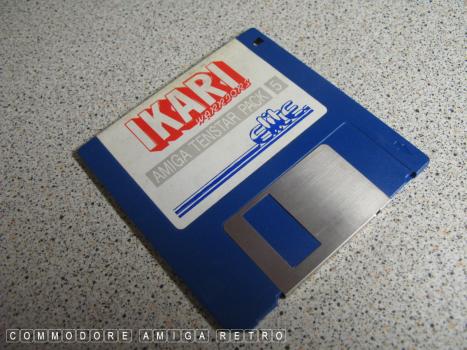 IKARI
WARRIORS
AMIGA TENSTAR PACK 5
elite
COMMODORE AMIGA RETRO